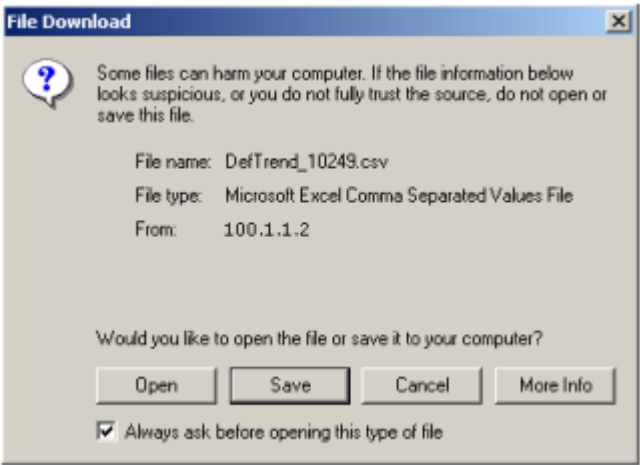 File Download
Some files can harm your computer. If the file information below
looks suspicious, or you do not fully trust the source, do not open or
save this file.
File name: DefTrend_10249.csv
File type: Microsoft Excel Comma Separated Values File
From: 100.1.1.2
Would you like to open the file or save it to your computer?
Open Save Cancel More Info
Always ask before opening this type of file